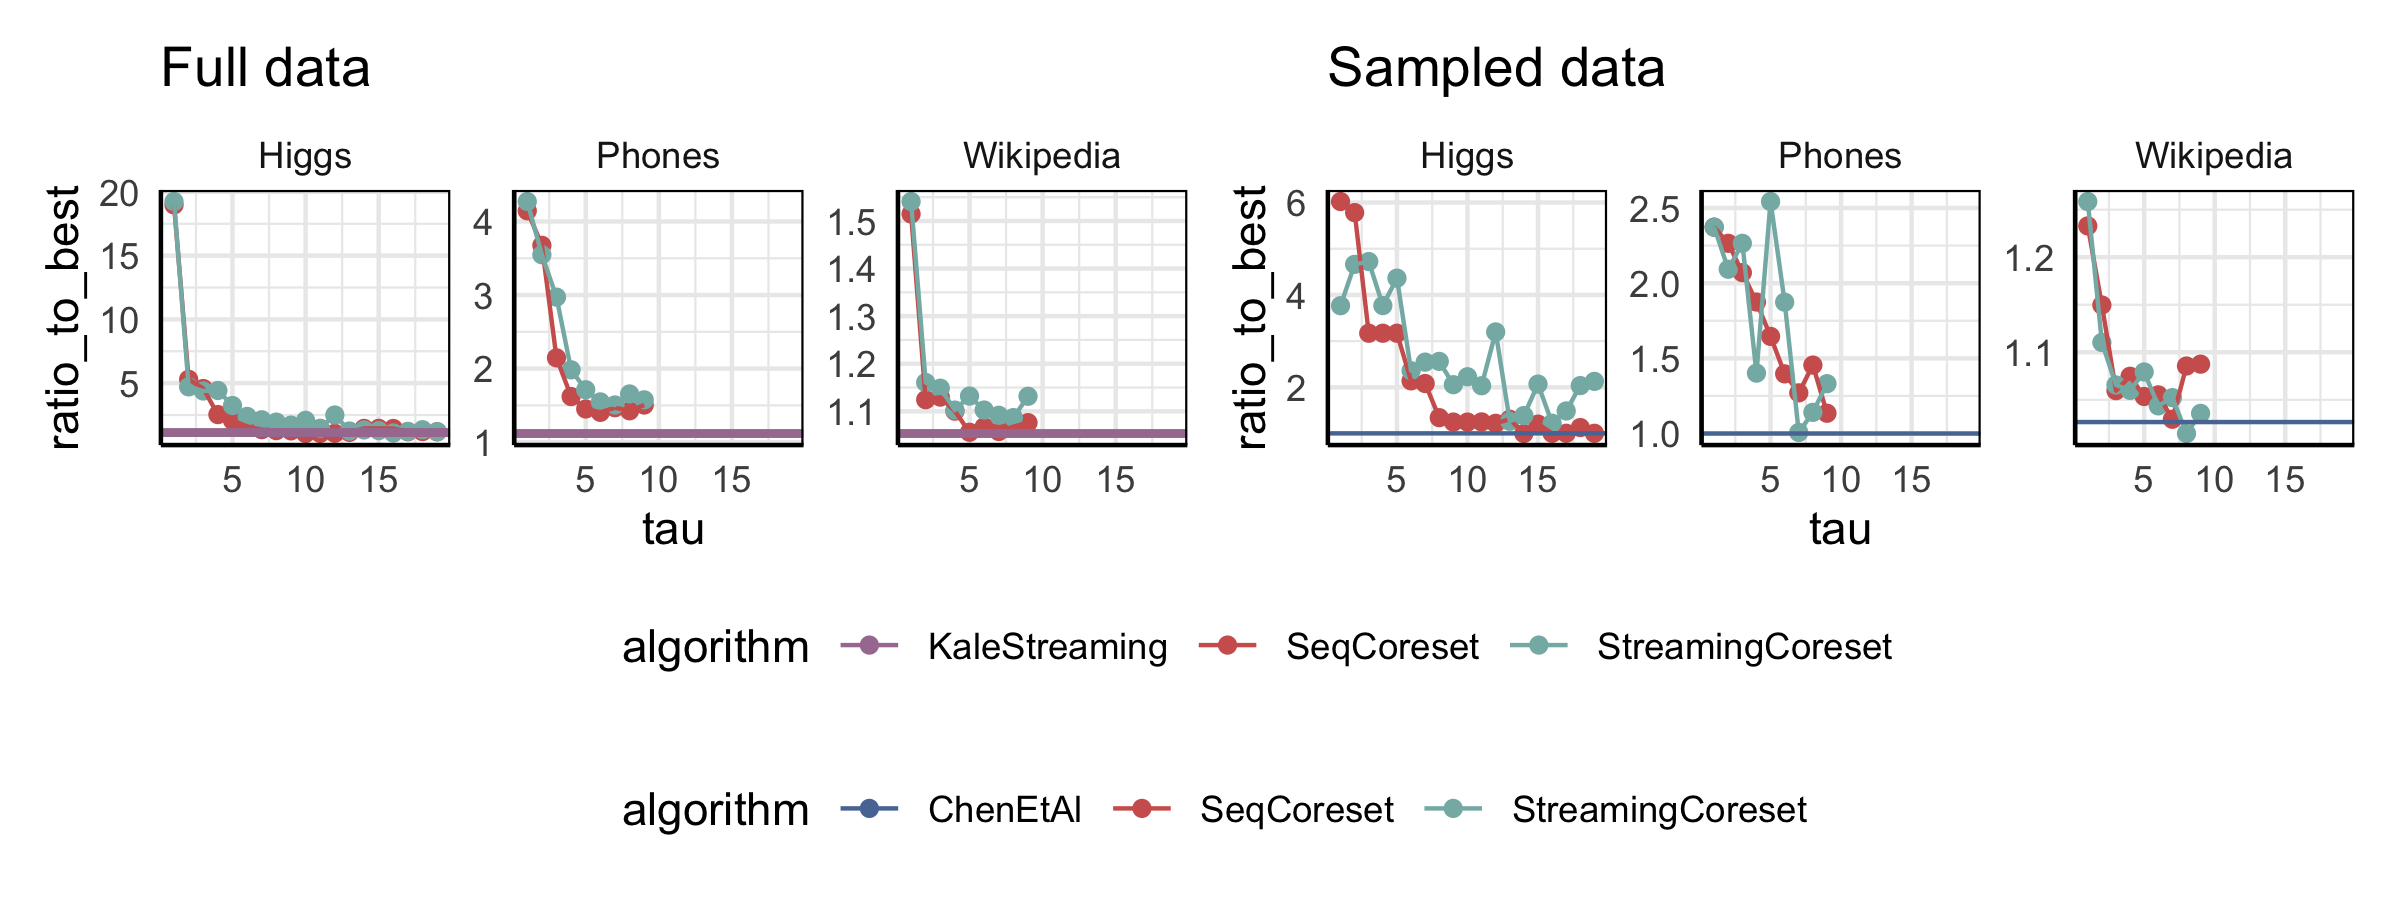 Full data
Sampled data
Higgs
Phones
Wikipedia
Higgs
Phones
Wikipedia
ratio_to_best
20
15
10
5
4
3
2
1
1.5
1.4
1.3
1.2
1.1
ratio_to_best
6
4
2
2.5
2.0
1.5
1.0
1.2
1.1
5 10 15
5 10 15
5 10 15
5 10 15
5 10 15
5 10 15
tau
tau
algorithm KaleStreaming SeqCoreset StreamingCoreset
algorithm ChenEtAl SeqCoreset StreamingCoreset